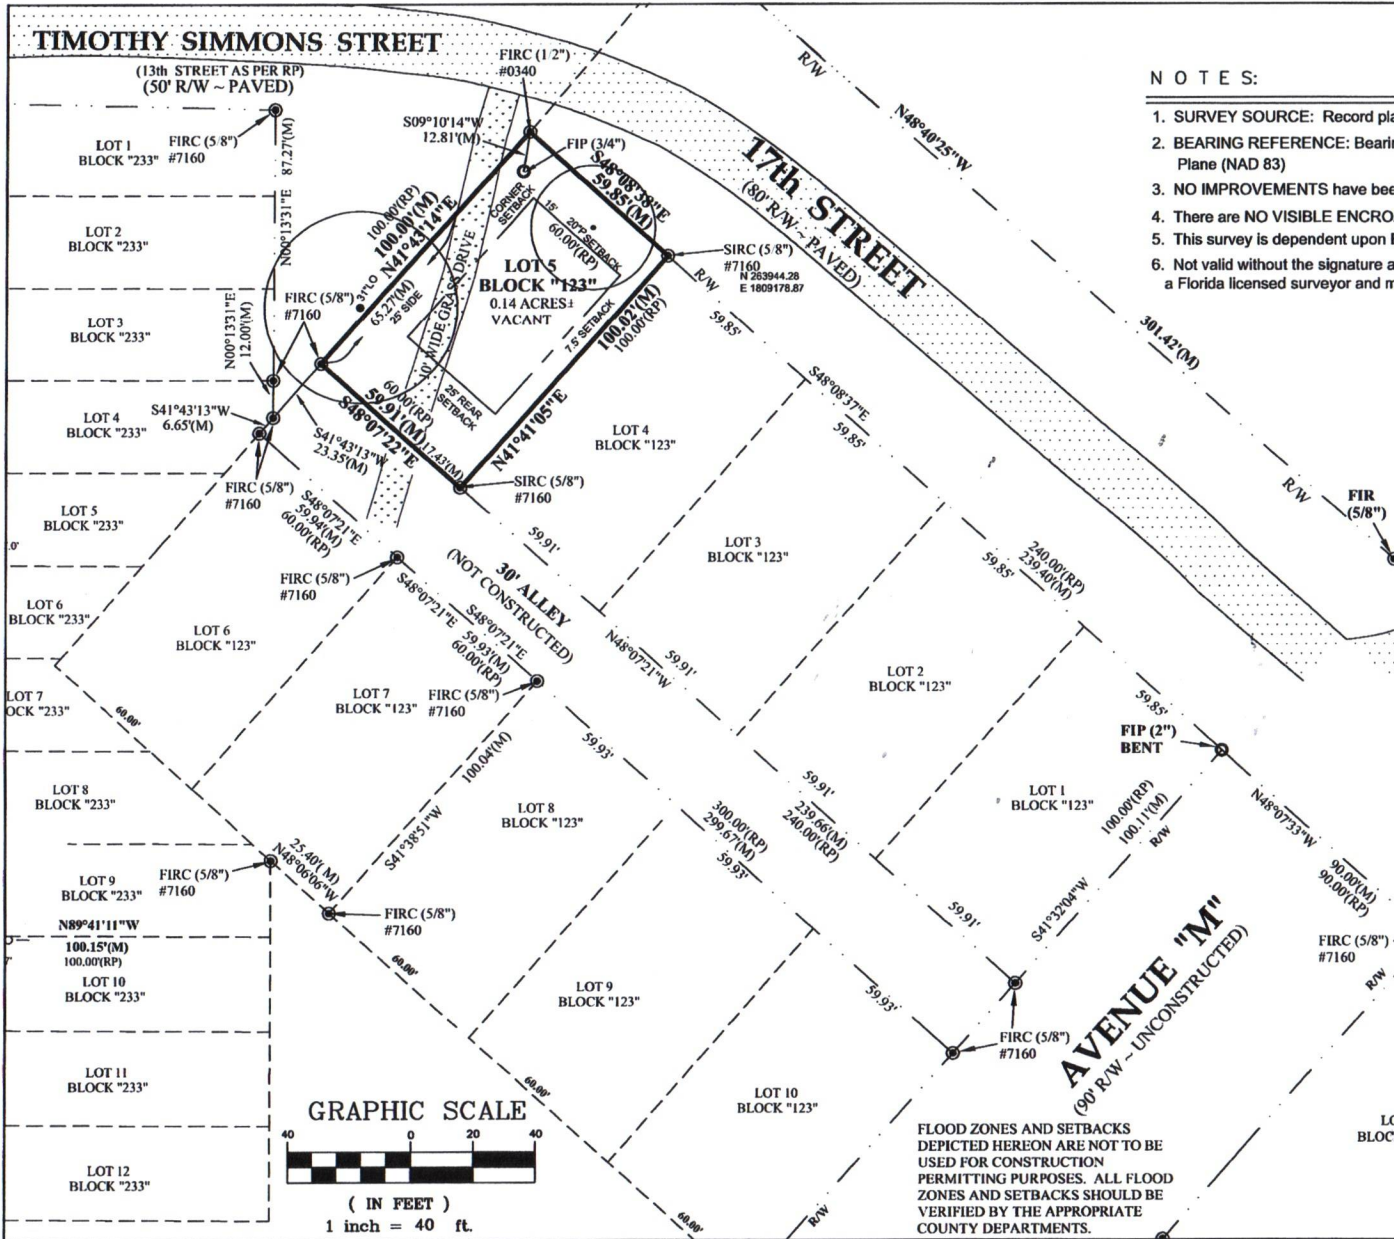 TIMOTHY SIMMONS STREET
(13th STREET AS PER RP)
(50' R/W ~ PAVED)
FIRC (1/2")
#0340
R/W
N48°40'25"W
N O T E S:
1. SURVEY SOURCE: Record pla
2. BEARING REFERENCE: Bearin
Plane (NAD 83)
3. NO IMPROVEMENTS have bee
4. There are NO VISIBLE ENCRO
5. This survey is dependent upon
6. Not valid without the signature a
a Florida licensed surveyor and m
LOT 1
BLOCK "233"
FIRC (5/8")
#7160
87.27'(M)
N00°13'31"E
S09°10'14"W
12.81'(M)
FIP (3/4")
S48°08'38"E
59.85'(M)
17th STREET
(80' R/W ~ PAVED)
LOT 2
BLOCK "233"
100.00'(RP)
100.00'(M)
N41°43'14"E
CORNER
SETBACK
15'
20'P SETBACK
60.00'(RP)
LOT 5
BLOCK "123"
0.14 ACRES±
VACANT
SIRC (5/8")
#7160
N 263944.28
E 1809178.87
R/W
59.85'
301.42'(M)
LOT 3
BLOCK "233"
N00°13'31"E
12.00'(M)
FIRC (5/8")
#7160
31"LO
65.27'(M)
25' SIDE
10' WIDE GRASS DRIVE
7.5' SETBACK
100.02'(M)
100.00'(RP)
N41°41'05"E
25' REAR
SETBACK
60.00'(RP)
59.91'(M)
S48°07'22"E
17.43'(M)
S48°08'37"E
59.85'
LOT 4
BLOCK "233"
S41°43'13"W
6.65'(M)
S41°43'13"W
23.35'(M)
LOT 4
BLOCK "123"
FIRC (5/8")
#7160
SIRC (5/8")
#7160
R/W
FIR
(5/8")
LOT 5
BLOCK "233"
.0'
S48°07'21"E
59.94'(M)
60.00'(RP)
59.91'
LOT 3
BLOCK "123"
240.00'(RP)
239.40'(M)
59.85'
FIRC (5/8")
#7160
30' ALLEY
(NOT CONSTRUCTED)
LOT 6
BLOCK "233"
LOT 6
BLOCK "123"
S48°07'21"E
S48°07'21"E
59.93'(M)
60.00'(RP)
N48°07'21"W
59.91'
LOT 2
BLOCK "123"
LOT 7
OCK "233"
60.00'
LOT 7
BLOCK "123"
FIRC (5/8")
#7160
59.85'
FIP (2")
BENT
59.93'
100.04'(M)
S41°38'51"W
LOT 8
BLOCK "233"
LOT 8
BLOCK "123"
59.91'
239.66'(M)
240.00'(RP)
300.00'(RP)
299.67'(M)
59.93'
LOT 1
BLOCK "123"
100.00'(RP)
100.11'(M)
R/W
N48°07'33"W
90.00'(M)
90.00'(RP)
LOT 9
BLOCK "233"
FIRC (5/8")
#7160
25.40'(M)
N48°06'06"W
FIRC (5/8")
#7160
59.91'
S41°32'04"W
N89°41'11"W
100.15'(M)
100.00'(RP)
LOT 10
BLOCK "233"
60.00'
LOT 9
BLOCK "123"
59.93'
AVENUE "M"
(90' R/W ~ UNCONSTRUCTED)
FIRC (5/8")
#7160
R/W
FIRC (5/8")
#7160
LOT 11
BLOCK "233"
60.00'
LOT 10
BLOCK "123"
GRAPHIC SCALE
40 0 20 40
( IN FEET )
1 inch = 40 ft.
LOT 12
BLOCK "233"
60.00'
R/W
FLOOD ZONES AND SETBACKS
DEPICTED HEREON ARE NOT TO BE
USED FOR CONSTRUCTION
PERMITTING PURPOSES. ALL FLOOD
ZONES AND SETBACKS SHOULD BE
VERIFIED BY THE APPROPRIATE
COUNTY DEPARTMENTS.
LO
BLOC